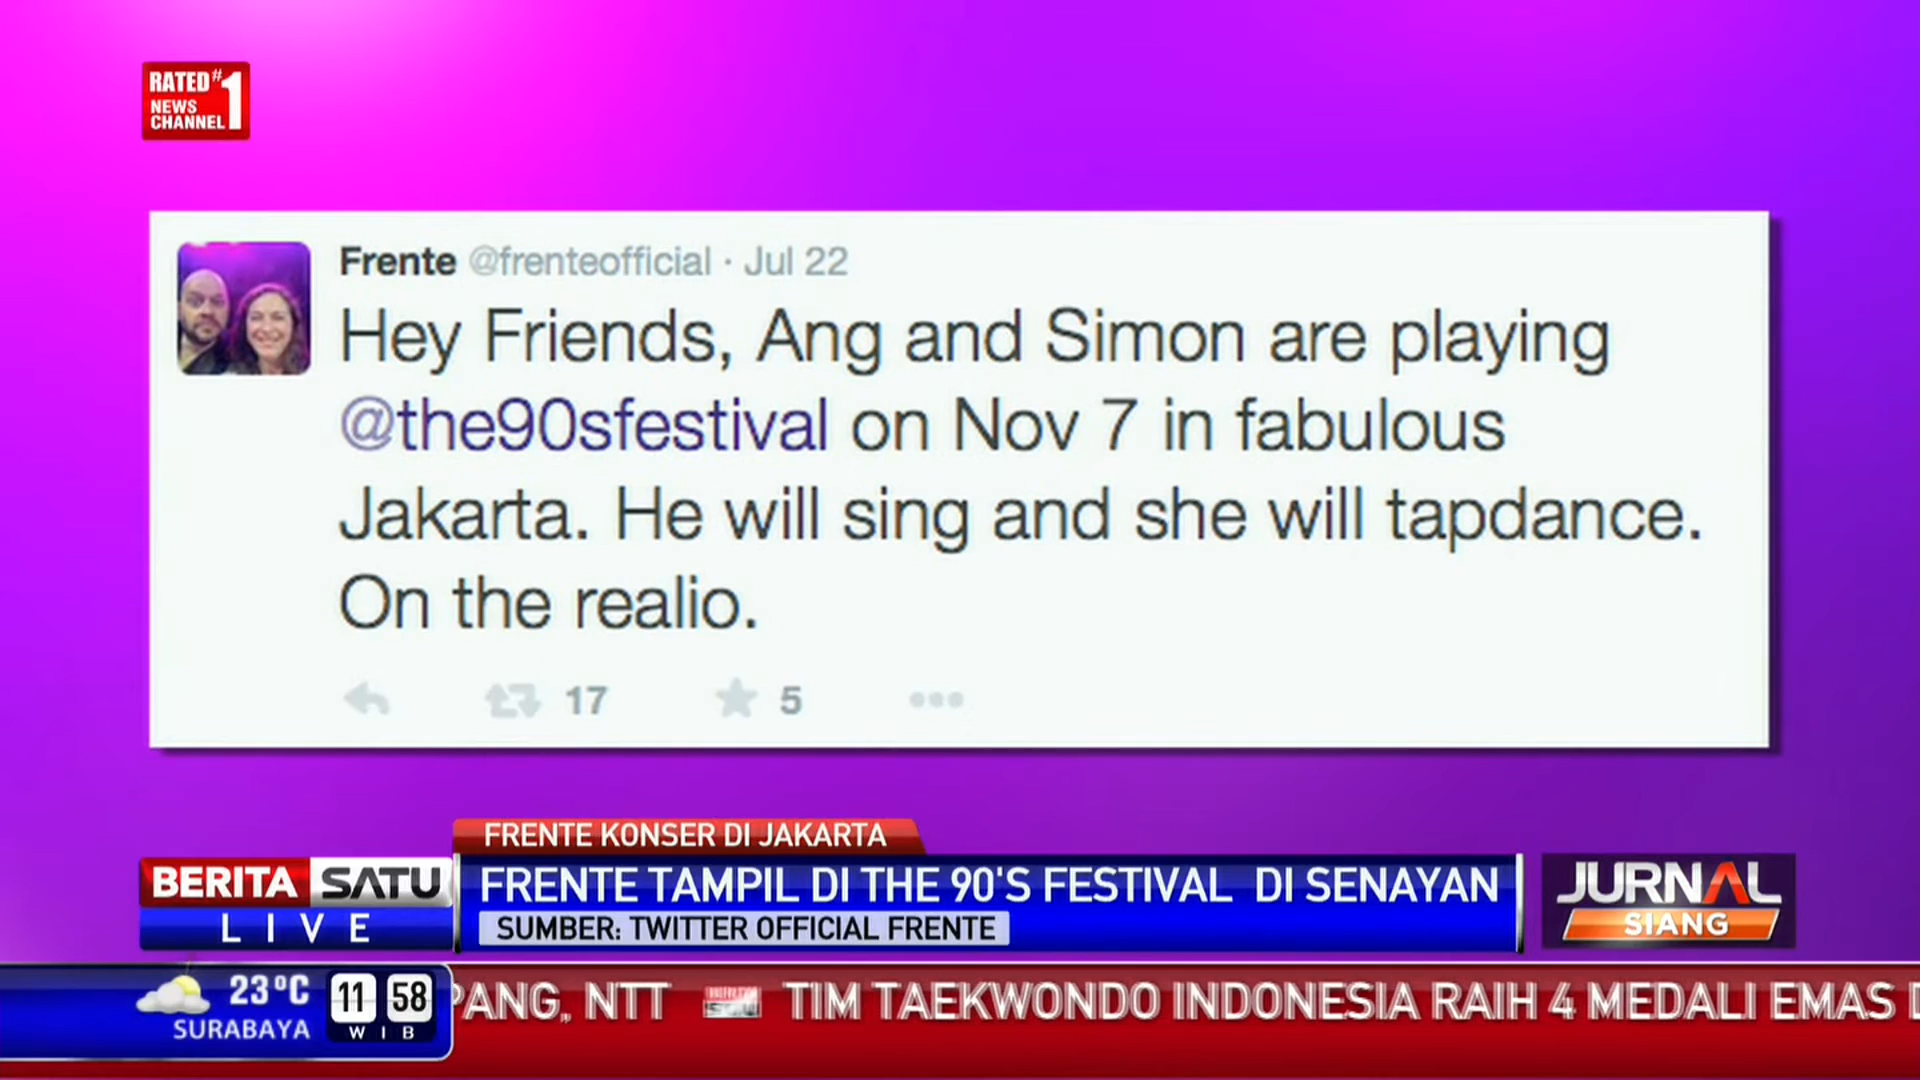 RATED #1
NEWS
CHANNEL
Frente @frenteofficial · Jul 22
Hey Friends, Ang and Simon are playing
@the90sfestival on Nov 7 in fabulous
Jakarta. He will sing and she will tapdance.
On the realio.
17 5
FRENTE KONSER DI JAKARTA
BERITA SATU
LIVE
FRENTE TAMPIL DI THE 90'S FESTIVAL DI SENAYAN
SUMBER: TWITTER OFFICIAL FRENTE
JURNAL
SIANG
23°C
SURABAYA
11 58
WIB
PANG, NTT TIM TAEKWONDO INDONESIA RAIH 4 MEDALI EMAS D